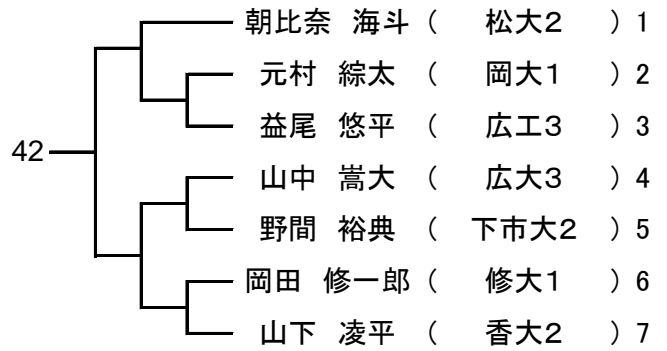 朝比奈 海斗 ( 松大2 ) 1
元村 綜太 ( 岡大1 ) 2
益尾 悠平 ( 広工3 ) 3
42
山中 嵩大 ( 広大3 ) 4
野間 裕典 ( 下市大2 ) 5
岡田 修一郎 ( 修大1 ) 6
山下 凌平 ( 香大2 ) 7